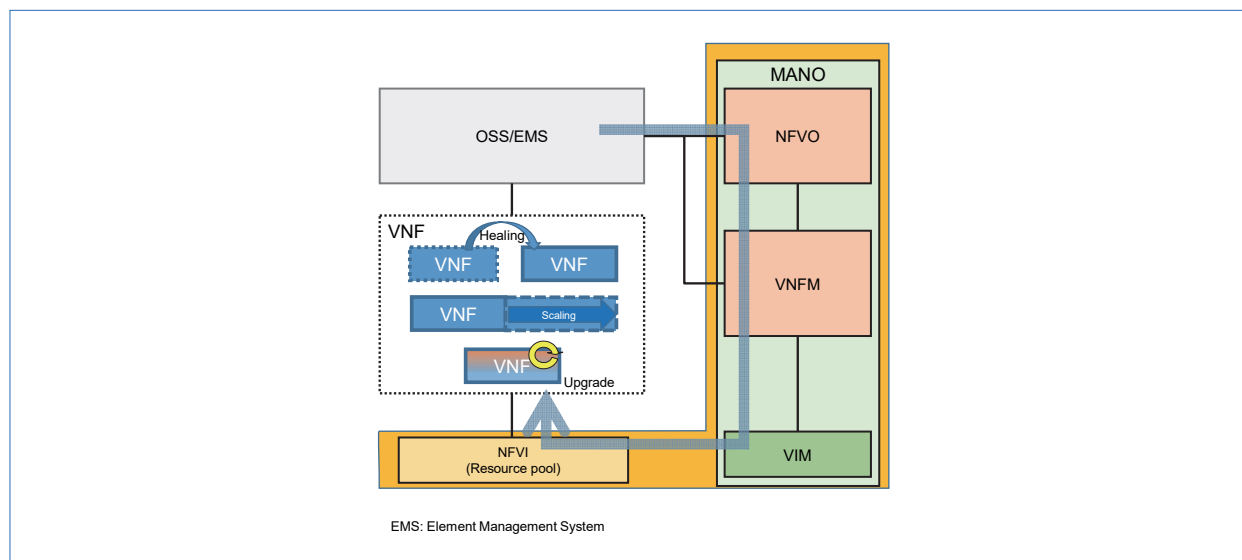 MANO
OSS/EMS
NFVO
VNF
Healing
VNF
VNF
VNFM
VNF
Scaling
VNF
Upgrade
NFVI
(Resource pool)
VIM
EMS: Element Management System